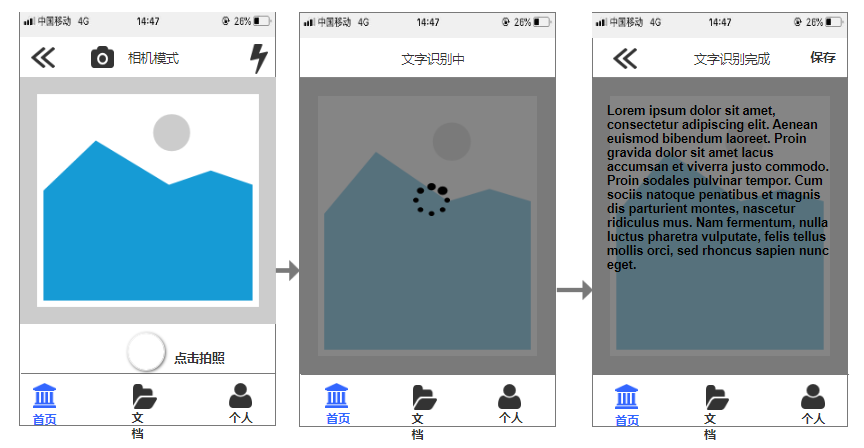 中国移动 4G 14:47 26%
相机模式
点击拍照
首页 文档 个人
中国移动 4G 14:47 26%
文字识别中
首页 文档 个人
中国移动 4G 14:47 26%
文字识别完成 保存
Lorem ipsum dolor sit amet,
consectetur adipiscing elit. Aenean
euismod bibendum laoreet. Proin
gravida dolor sit amet lacus
accumsan et viverra justo commodo.
Proin sodales pulvinar tempor. Cum
sociis natoque penatibus et magnis
dis parturient montes, nascetur
ridiculus mus. Nam fermentum, nulla
luctus pharetra vulputate, felis tellus
mollis orci, sed rhoncus sapien nunc
eget.
首页 文档 个人